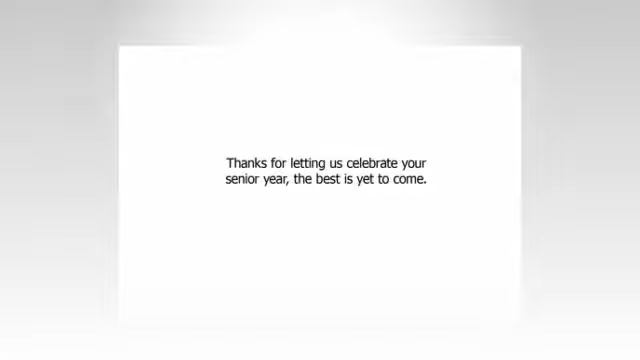 Thanks for letting us celebrate your
senior year, the best is yet to come.